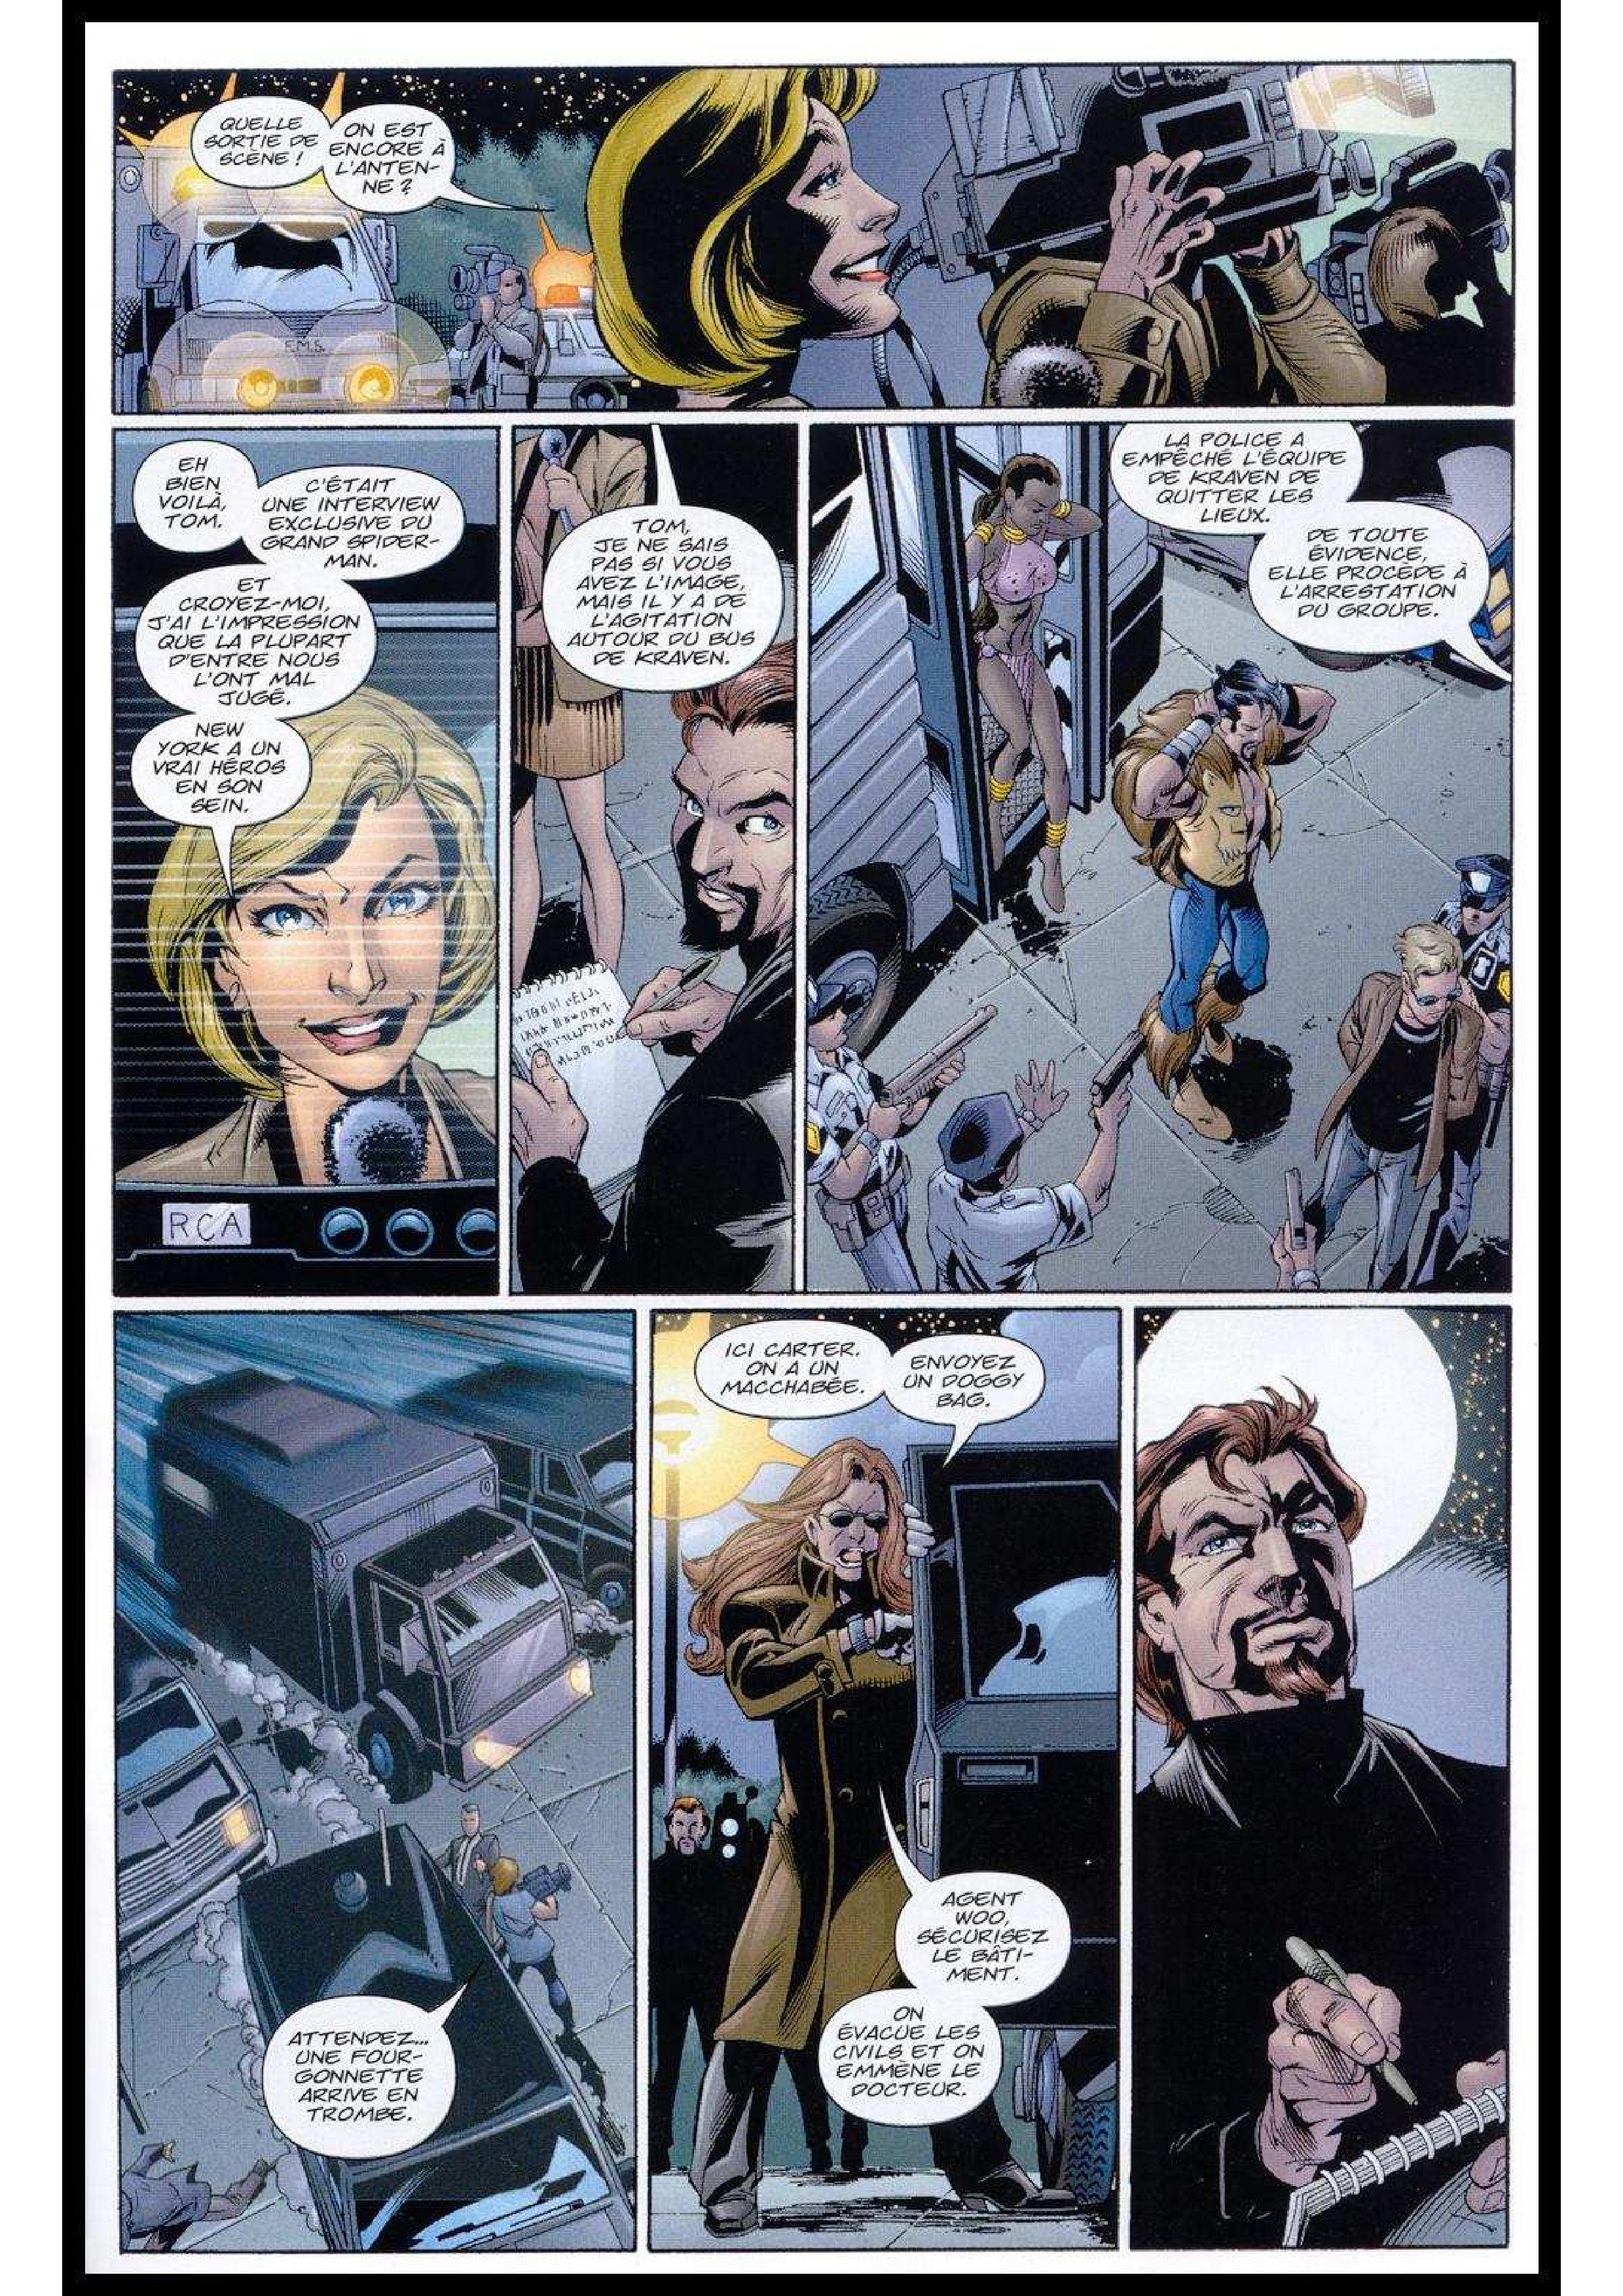 QUELLE
SORTIE DE
SCÈNE !
ON EST
ENCORE À
L'ANTEN-
NE ?
E.M.S.
EH
BIEN
VOILÀ,
TOM.
C'ÉTAIT
UNE INTERVIEW
EXCLUSIVE DU
GRAND SPIDER-
MAN.
ET
CROYEZ-MOI,
J'AI L'IMPRESSION
QUE LA PLUPART
D'ENTRE NOUS
L'ONT MAL
JUGÉ.
NEW
YORK A UN
VRAI HÉROS
EN SON
SEIN.
RCA
TOM,
JE NE SAIS
PAS SI VOUS
AVEZ L'IMAGE,
MAIS IL Y A DE
L'AGITATION
AUTOUR DU BUS
DE KRAVEN.
LA POLICE A
EMPÊCHÉ L'ÉQUIPE
DE KRAVEN DE
QUITTER LES
LIEUX.
DE TOUTE
ÉVIDENCE,
ELLE PROCÈDE À
L'ARRESTATION
DU GROUPE.
ATTENDEZ...
UNE FOUR-
GONNETTE
ARRIVE EN
TROMBE.
ICI CARTER.
ON A UN
MACCHABÉE.
ENVOYEZ
UN DOGGY
BAG.
AGENT
WOO,
SÉCURISEZ
LE BÂTI-
MENT.
ON
ÉVACUE LES
CIVILS ET ON
EMMÈNE LE
DOCTEUR.